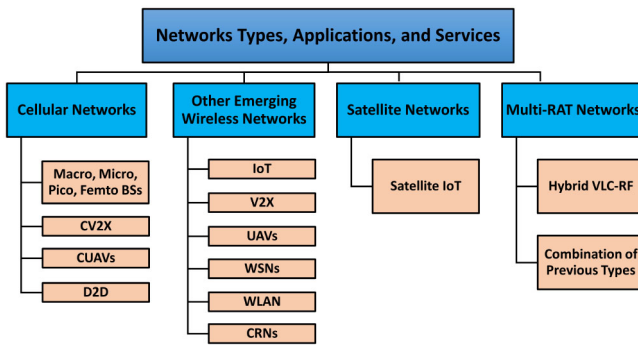 Networks Types, Applications, and Services
Cellular Networks
Macro, Micro,
Pico, Femto BSs
CV2X
CUAVs
D2D
Other Emerging
Wireless Networks
IoT
V2X
UAVs
WSNs
WLAN
CRNs
Satellite Networks
Satellite IoT
Multi-RAT Networks
Hybrid VLC-RF
Combination of
Previous Types